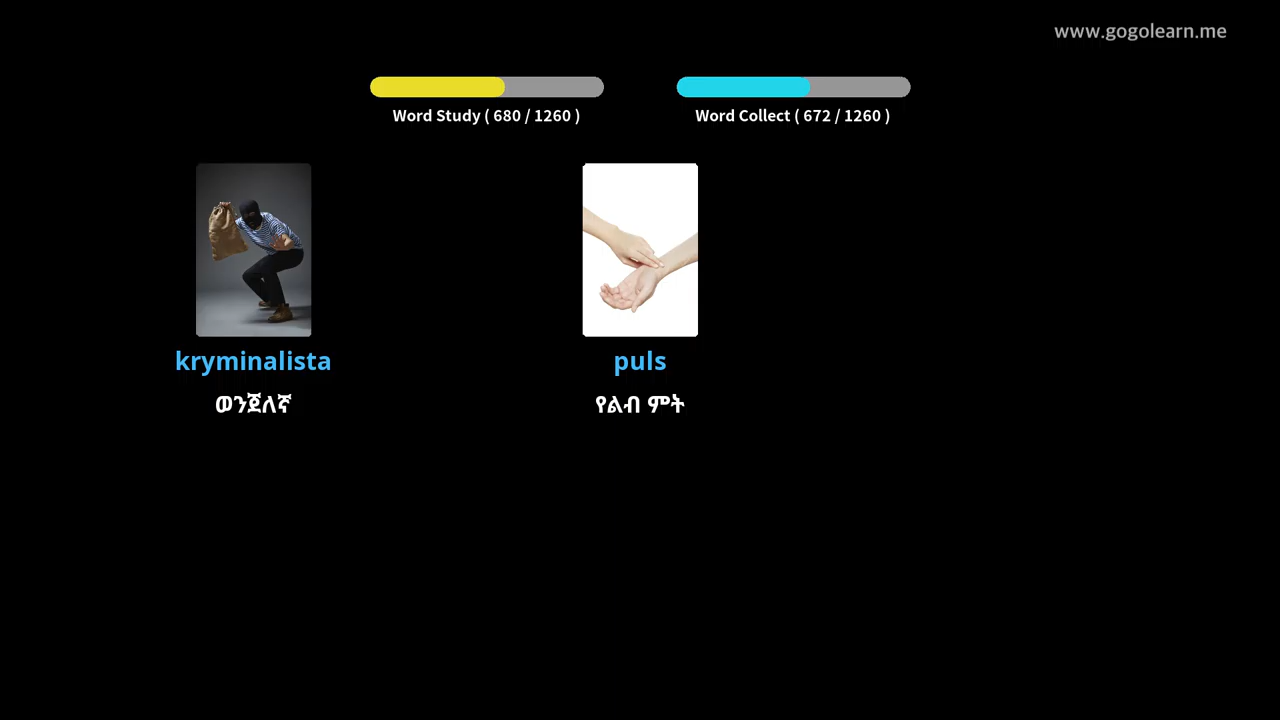 www.gogolearn.me
Word Study ( 680 / 1260 )
Word Collect ( 672 / 1260 )
kryminalista
ወንጀለኛ
puls
የልብ ምት